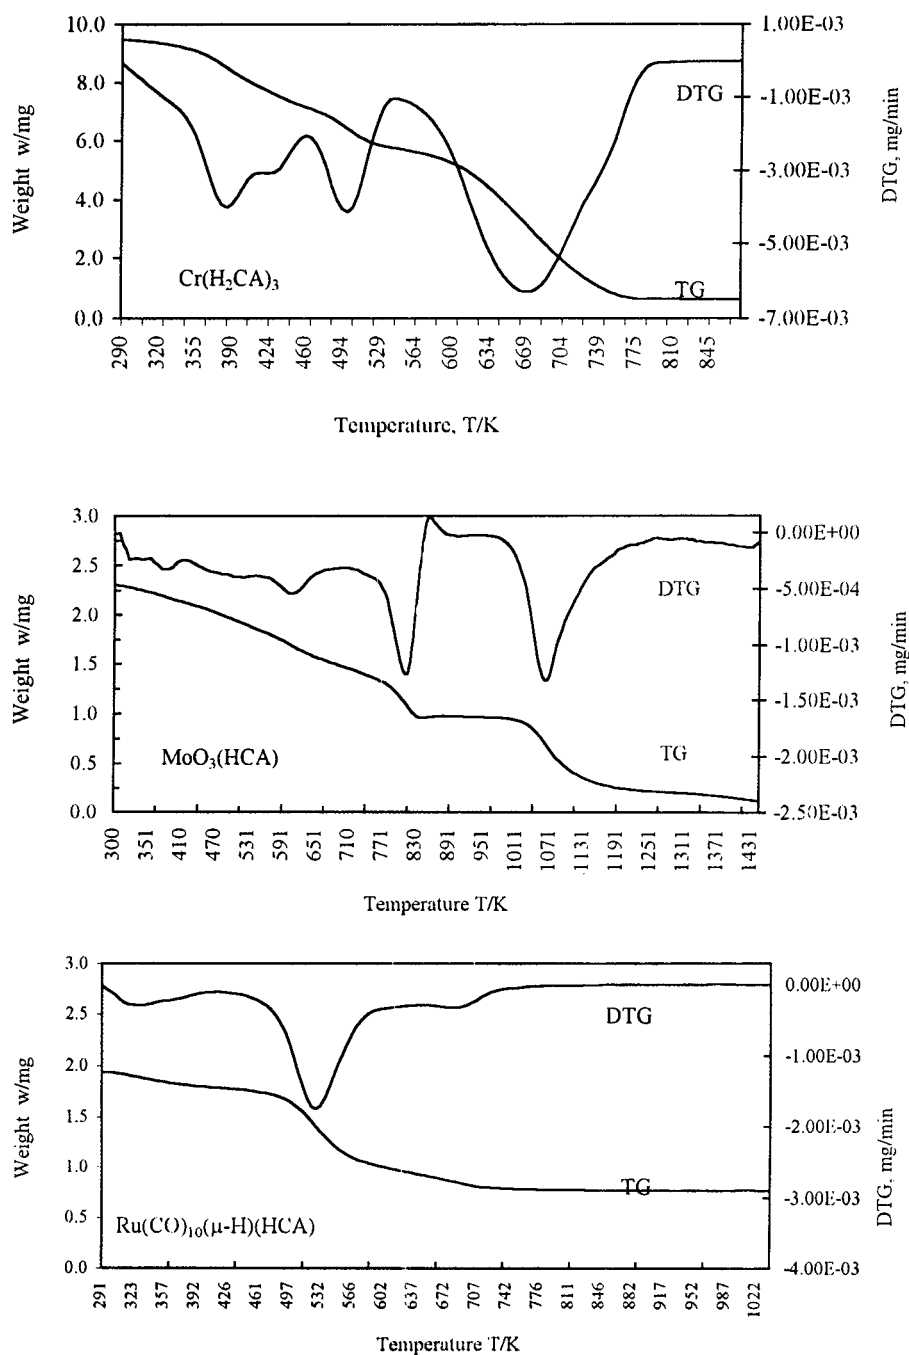 10.0
8.0
6.0
4.0
2.0
0.0
Weight w/mg
1.00E-03
-1.00E-03
-3.00E-03
-5.00E-03
-7.00E-03
DTG, mg/min
DTG
TG
Cr(H₂CA)₃
290 320 390 424 460 494 529 564 600 634 669 704 739 775 810 845
Temperature, T/K
3.0
2.5
2.0
1.5
1.0
0.5
0.0
Weight w/mg
0.00E+00
-5.00E-04
-1.00E-03
-1.50E-03
-2.00E-03
-2.50E-03
DTG, mg/min
DTG
TG
MoO₃(HCA)
300 351 410 470 530 591 651 710 771 830 891 951 1011 1071 1131 1191 1251 1311 1371 1431
Temperature T/K
3.0
2.5
2.0
1.5
1.0
0.5
0.0
Weight w/mg
0.00E+00
-1.00E-03
-2.00E-03
-3.00E-03
-4.00E-03
DTG, mg/min
DTG
TG
Ru(CO)₁₀(μ-H)(HCA)
291 323 357 392 426 461 497 532 566 602 637 672 707 742 776 811 846 882 917 952 987 1022
Temperature T/K